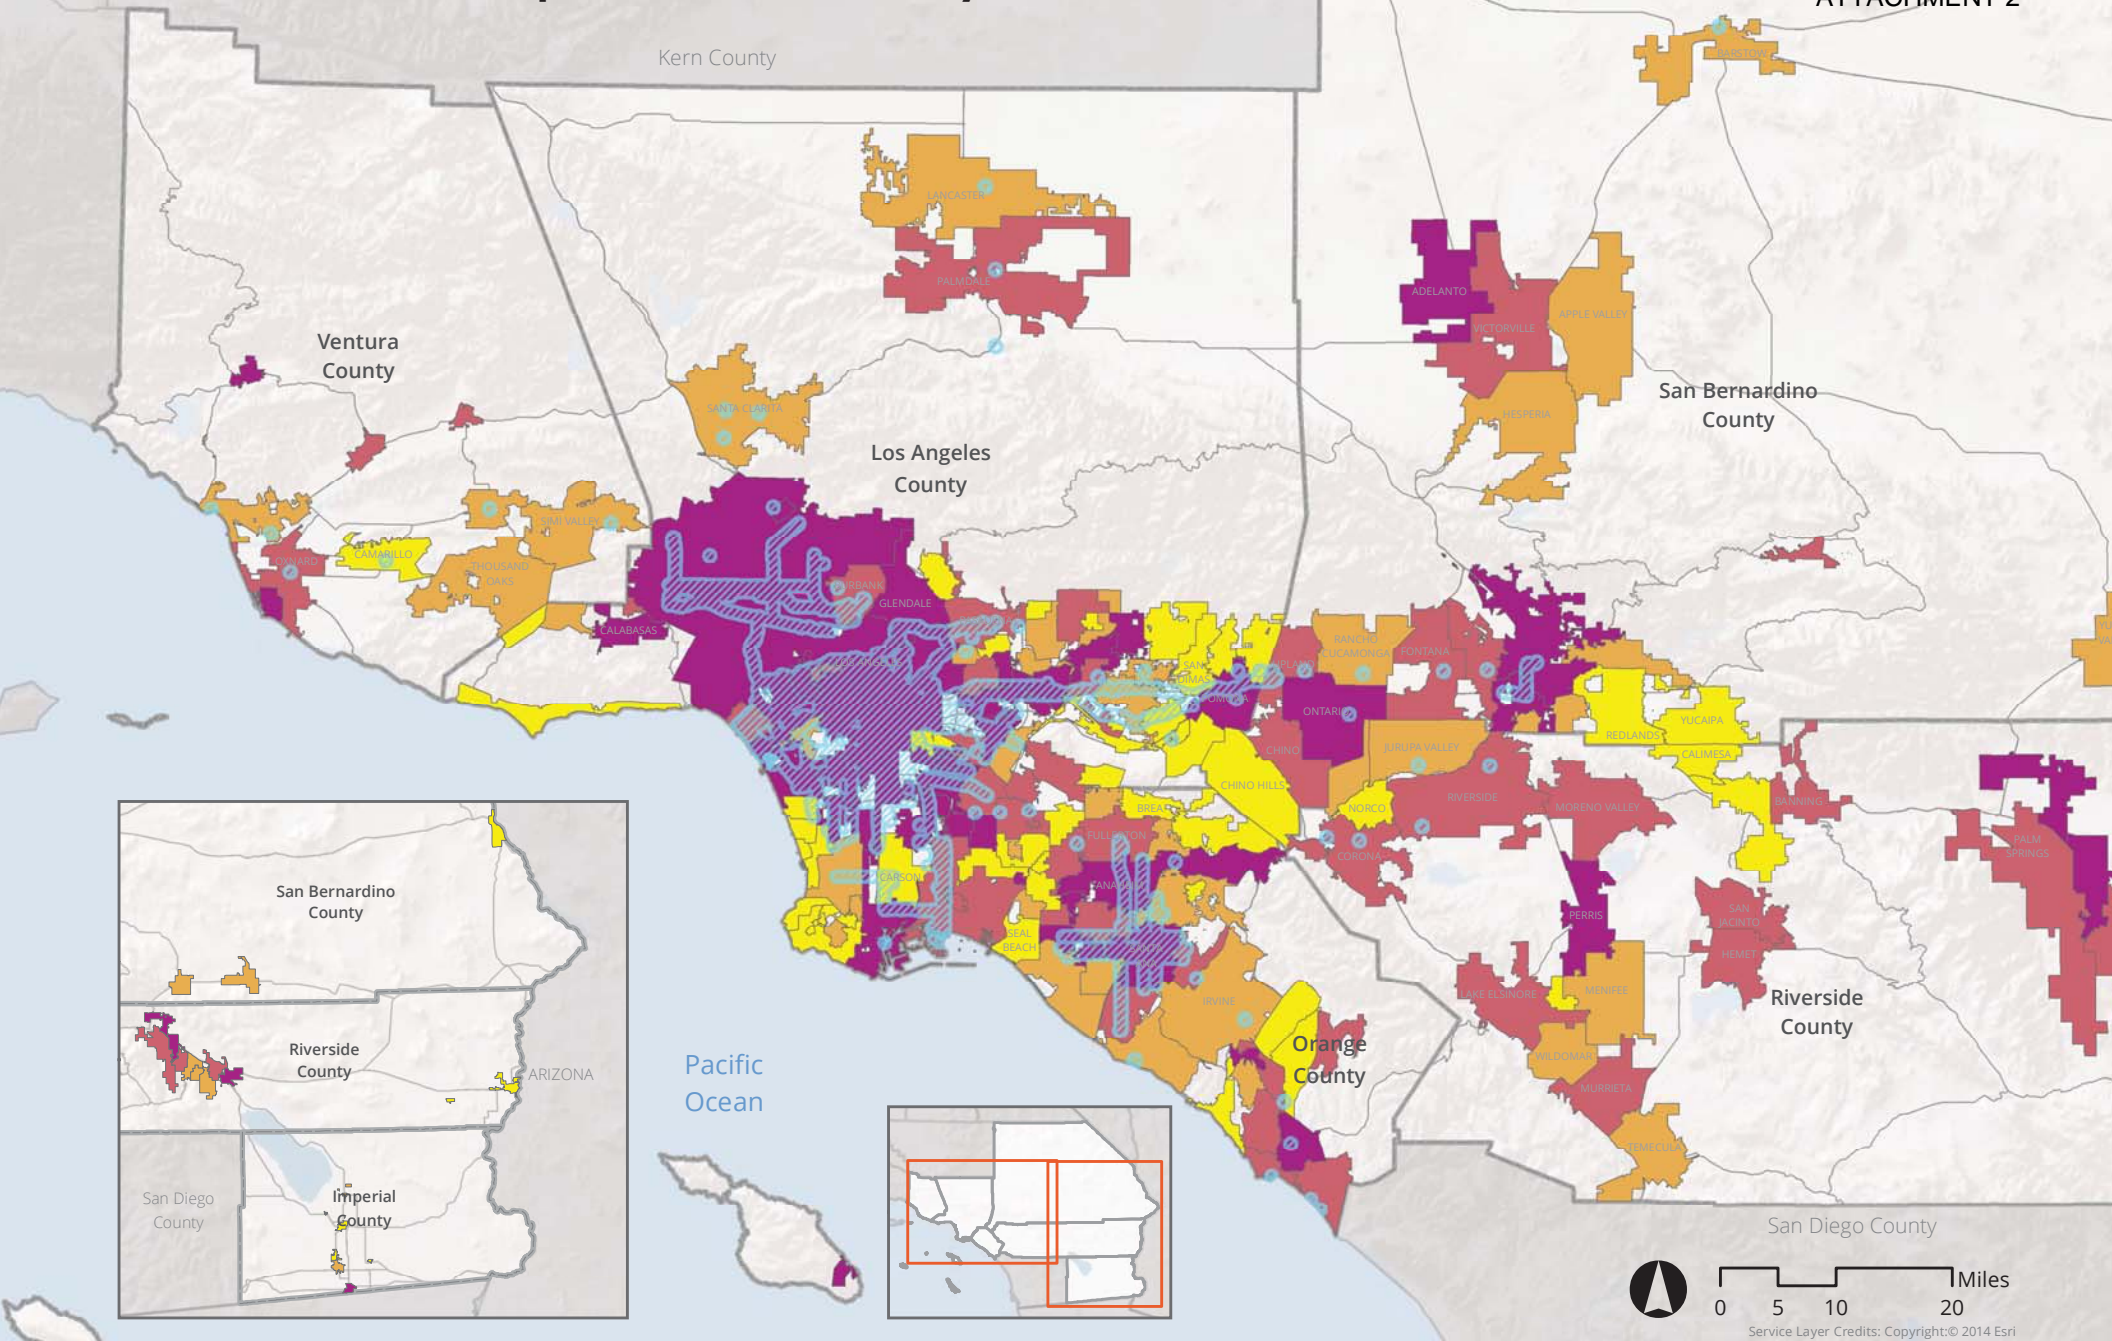 ATTACHMENT 2
Kern County
BARSTOW
LANCASTER
PALMDALE
ADELANTO
VICTORVILLE
APPLE VALLEY
HESPERIA
Ventura
County
San Bernardino
County
SANTA CLARITA
Los Angeles
County
SIMI VALLEY
CAMARILLO
OXNARD
THOUSAND
OAKS
BURBANK
GLENDALE
CALABASAS
RANCHO
CUCAMONGA
FONTANA
UPLAND
SAN
DIMAS
POMONA
ONTARIO
REDLANDS
YUCAIPA
CALIMESA
CHINO
JURUPA VALLEY
CHINO HILLS
NORCO
RIVERSIDE
MORENO VALLEY
BANNING
BREA
FULLERTON
CORONA
PALM
SPRINGS
CARSON
ANAHEIM
PERRIS
SAN
JACINTO
HEMET
SEAL
BEACH
SANTA
IRVINE
LAKE ELSINORE
MENIFEE
WILDOMAR
MURRIETA
TEMECULA
Riverside
County
Orange
County
Pacific
Ocean
San Bernardino
County
Riverside
County
ARIZONA
San Diego
County
Imperial
County
San Diego County
Miles
0 5 10 20
Service Layer Credits: Copyright:© 2014 Esri